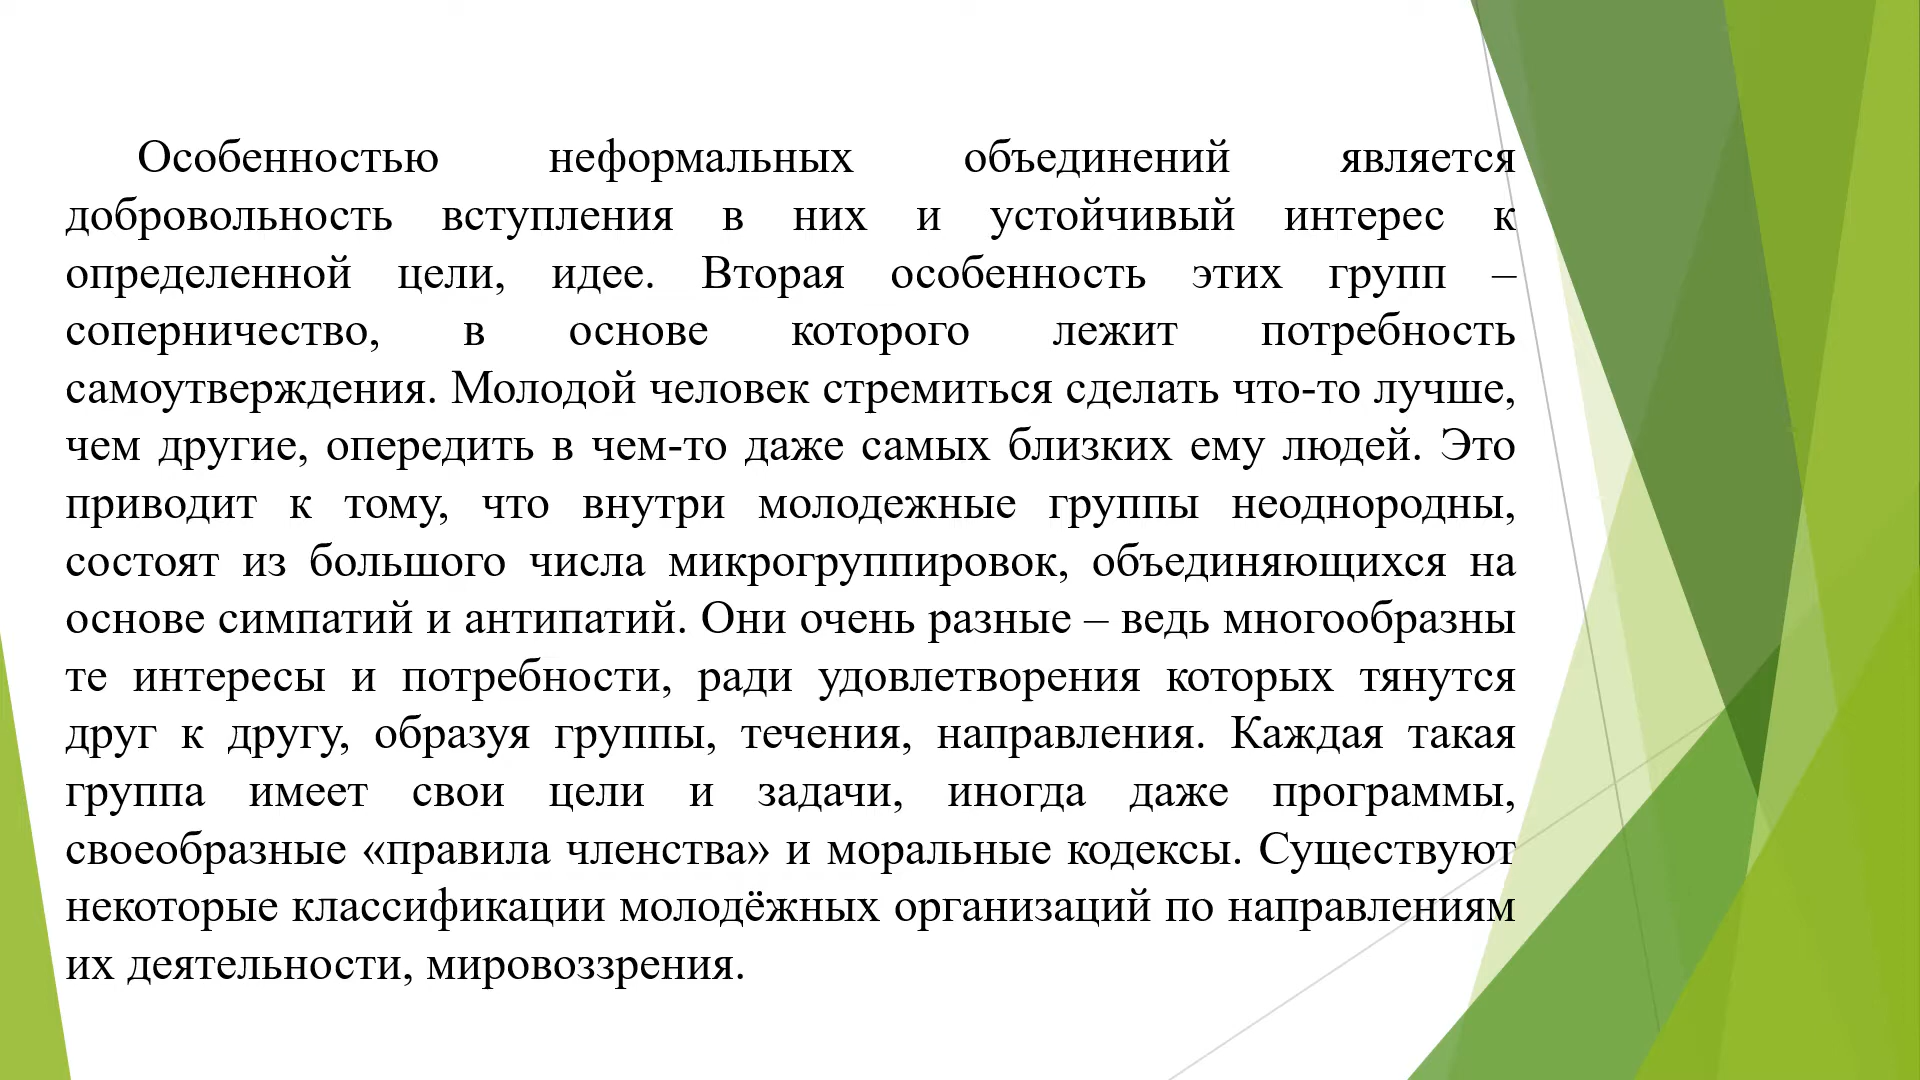 Особенностью неформальных объединений является
добровольность вступления в них и устойчивый интерес к
определенной цели, идее. Вторая особенность этих групп –
соперничество, в основе которого лежит потребность
самоутверждения. Молодой человек стремиться сделать что-то лучше,
чем другие, опередить в чем-то даже самых близких ему людей. Это
приводит к тому, что внутри молодежные группы неоднородны,
состоят из большого числа микрогруппировок, объединяющихся на
основе симпатий и антипатий. Они очень разные – ведь многообразны
те интересы и потребности, ради удовлетворения которых тянутся
друг к другу, образуя группы, течения, направления. Каждая такая
группа имеет свои цели и задачи, иногда даже программы,
своеобразные «правила членства» и моральные кодексы. Существуют
некоторые классификации молодёжных организаций по направлениям
их деятельности, мировоззрения.